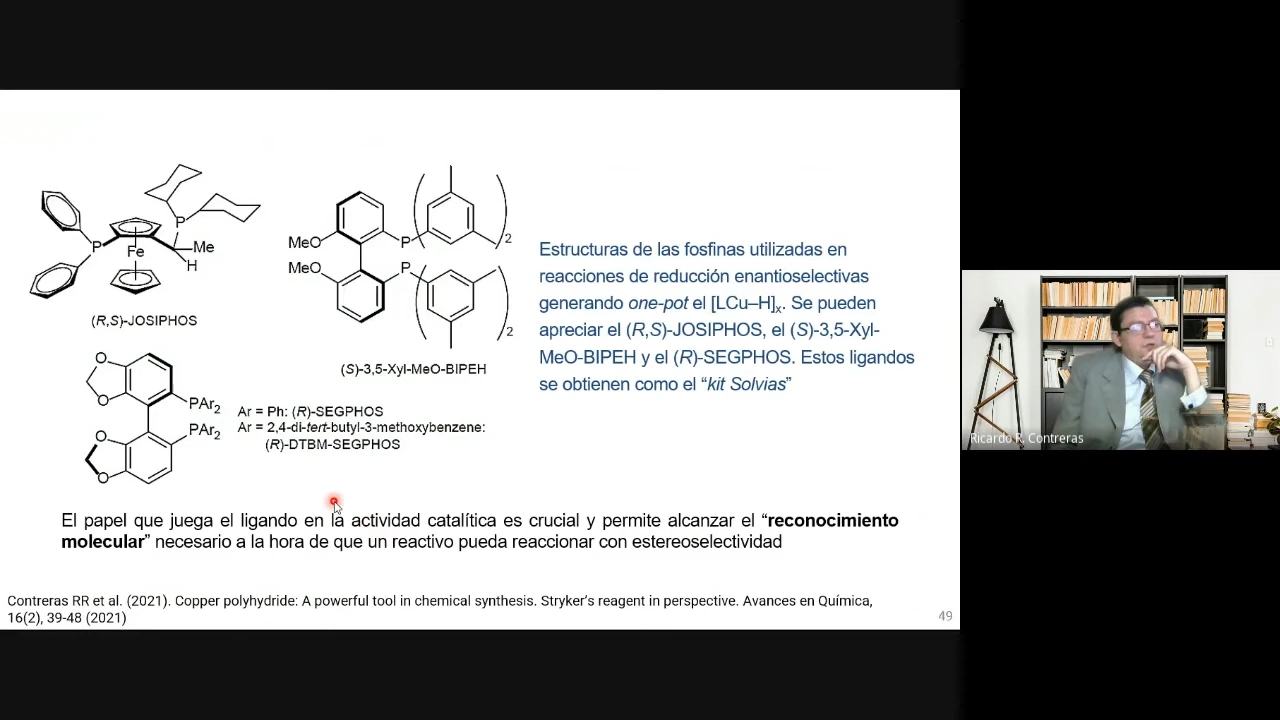 P
P
Fe
Me
H
(R,S)-JOSIPHOS
MeO
P
2
MeO
P
2
(S)-3,5-Xyl-MeO-BIPEH
O
O
PAr2
PAr2
O
O
Ar = Ph: (R)-SEGPHOS
Ar = 2,4-di-tert-butyl-3-methoxybenzene:
(R)-DTBM-SEGPHOS
Estructuras de las fosfinas utilizadas en
reacciones de reducción enantioselectivas
generando one-pot el [LCu–H]x. Se pueden
apreciar el (R,S)-JOSIPHOS, el (S)-3,5-Xyl-
MeO-BIPEH y el (R)-SEGPHOS. Estos ligandos
se obtienen como el “kit Solvias”
El papel que juega el ligando en la actividad catalítica es crucial y permite alcanzar el “reconocimiento
molecular” necesario a la hora de que un reactivo pueda reaccionar con estereoselectividad
Contreras RR et al. (2021). Copper polyhydride: A powerful tool in chemical synthesis. Stryker’s reagent in perspective. Avances en Química,
16(2), 39-48 (2021)
49
Ricardo R. Contreras